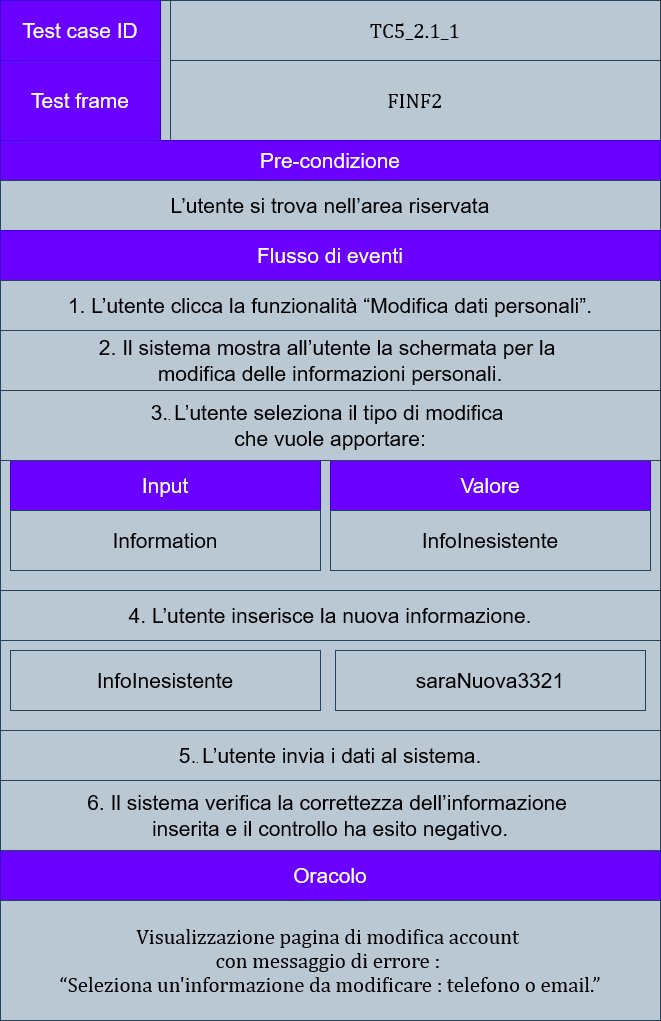 Test case ID
TC5_2.1_1
Test frame
FINF2
Pre-condizione
L’utente si trova nell’area riservata
Flusso di eventi
1. L’utente clicca la funzionalità “Modifica dati personali”.
2. Il sistema mostra all’utente la schermata per la
modifica delle informazioni personali.
3.. L’utente seleziona il tipo di modifica
che vuole apportare:
Input
Valore
Information
InfoInesistente
4. L’utente inserisce la nuova informazione.
InfoInesistente
saraNuova3321
5.. L’utente invia i dati al sistema.
6. Il sistema verifica la correttezza dell’informazione
inserita e il controllo ha esito negativo.
Oracolo
Visualizzazione pagina di modifica account
con messaggio di errore :
“Seleziona un'informazione da modificare : telefono o email.”